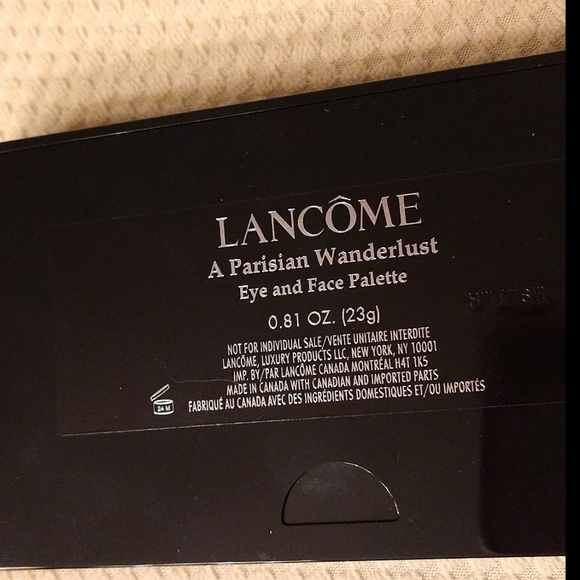 LANCÔME
A Parisian Wanderlust
Eye and Face Palette
0.81 OZ. (23g)
NOT FOR INDIVIDUAL SALE/VENTE UNITAIRE INTERDITE
LANCÔME, LUXURY PRODUCTS LLC, NEW YORK, NY 10001
IMP. BY/PAR LANCÔME CANADA MONTRÉAL H4T 1K5
MADE IN CANADA WITH CANADIAN AND IMPORTED PARTS
24 M
FABRIQUÉ AU CANADA AVEC DES INGRÉDIENTS DOMESTIQUES ET/OU IMPORTÉS